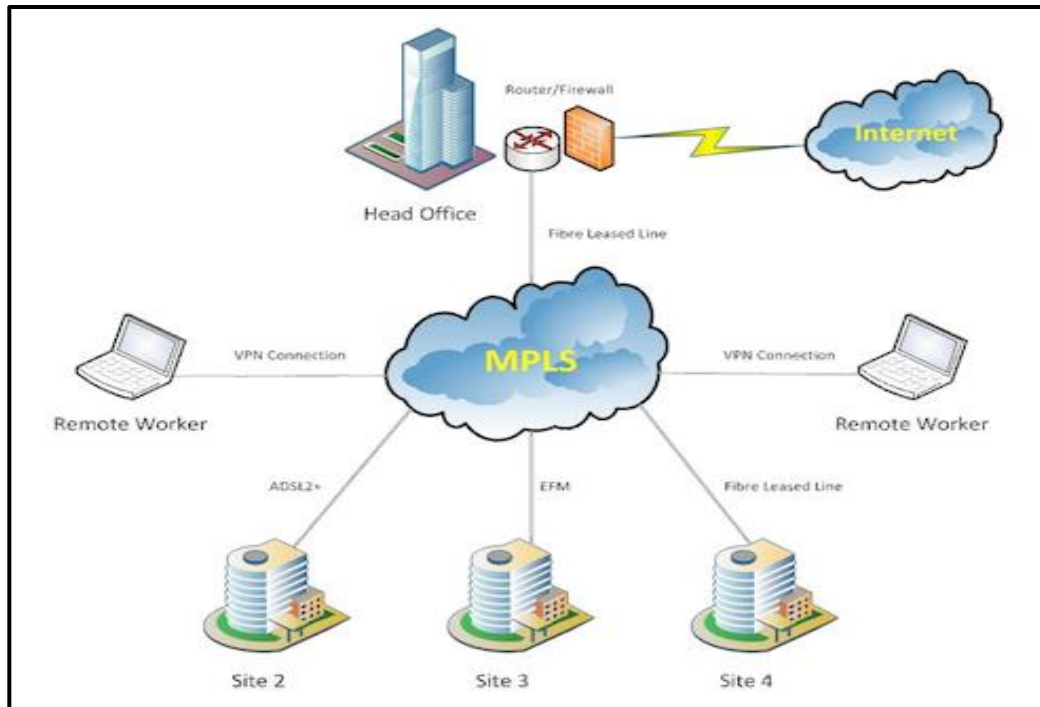 Router/Firewall
Internet
Head Office
Fibre Leased Line
MPLS
VPN Connection
VPN Connection
Remote Worker
Remote Worker
ADSL2+
EFM
Fibre Leased Line
Site 2
Site 3
Site 4